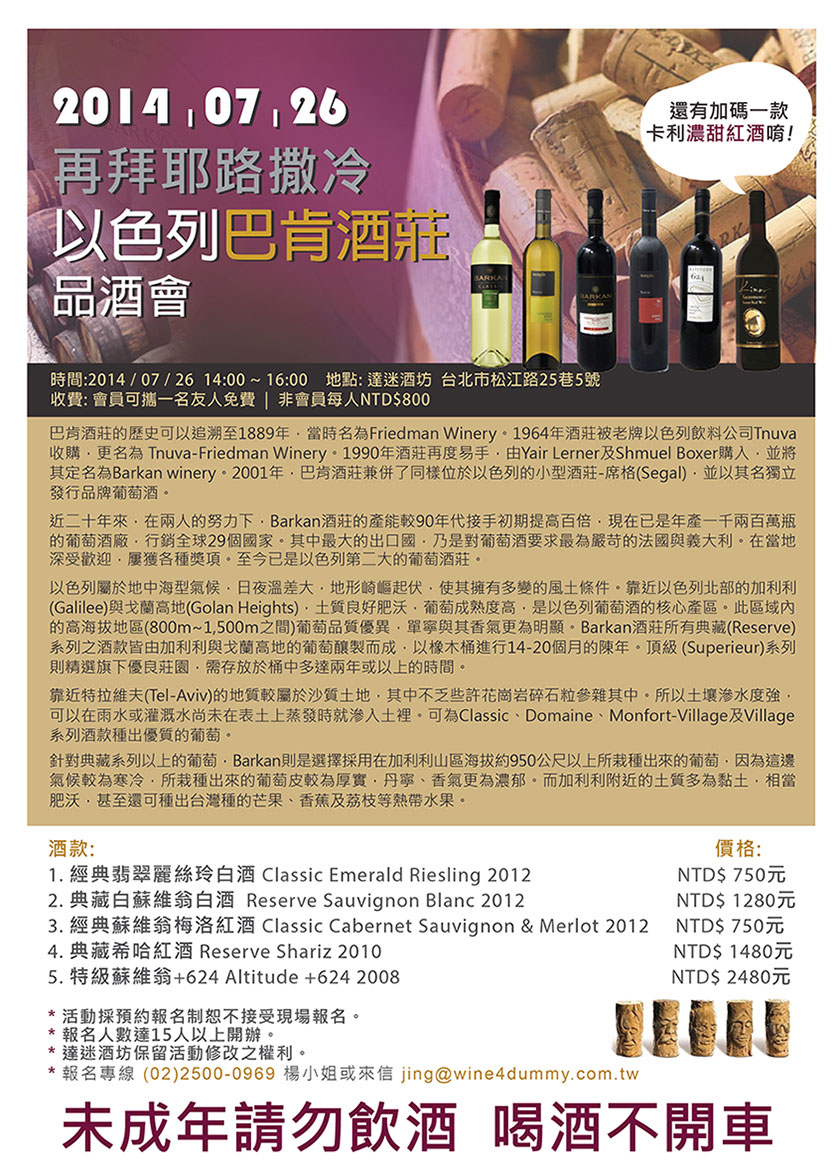 2014 | 07 | 26
再拜耶路撒冷
以色列巴肯酒莊
品酒會
還有加碼一款
卡利濃甜紅酒唷!
BARKAN
CLASSIC
BARKAN
624
時間:2014 / 07 / 26 14:00 ~ 16:00 地點: 達迷酒坊 台北市松江路25巷5號
收費: 會員可攜一名友人免費 | 非會員每人NTD$800
巴肯酒莊的歷史可以追溯至1889年，當時名為Friedman Winery。1964年酒莊被老牌以色列飲料公司Tnuva
收購，更名為 Tnuva-Friedman Winery。1990年酒莊再度易手，由Yair Lerner及Shmuel Boxer購入，並將
其定名為Barkan winery。2001年，巴肯酒莊兼併了同樣位於以色列的小型酒莊-席格(Segal)，並以其名獨立
發行品牌葡萄酒。
近二十年來，在兩人的努力下，Barkan酒莊的產能較90年代接手初期提高百倍，現在已是年產一千兩百萬瓶
的葡萄酒廠，行銷全球29個國家。其中最大的出口國，乃是對葡萄酒要求最為嚴苛的法國與義大利。在當地
深受歡迎，屢獲各種獎項。至今已是以色列第二大的葡萄酒莊。
以色列屬於地中海型氣候，日夜溫差大，地形崎嶇起伏，使其擁有多變的風土條件。靠近以色列北部的加利利
(Galilee)與戈蘭高地(Golan Heights)，土質良好肥沃，葡萄成熟度高，是以色列葡萄酒的核心產區。此區域內
的高海拔地區(800m~1,500m之間)葡萄品質優異，單寧與其香氣更為明顯。Barkan酒莊所有典藏(Reserve)
系列之酒款皆由加利利與戈蘭高地的葡萄釀製而成，以橡木桶進行14-20個月的陳年。頂級 (Superieur)系列
則精選旗下優良莊園，需存放於桶中多達兩年或以上的時間。
靠近特拉維夫(Tel-Aviv)的地質較屬於沙質土地，其中不乏些許花崗岩碎石粒參雜其中。所以土壤滲水度強，
可以在雨水或灌溉水尚未在表土上蒸發時就滲入土裡。可為Classic、Domaine、Monfort-Village及Village
系列酒款種出優質的葡萄。
針對典藏系列以上的葡萄，Barkan則是選擇採用在加利利山區海拔約950公尺以上所栽種出來的葡萄，因為這邊
氣候較為寒冷，所栽種出來的葡萄皮較為厚實，丹寧、香氣更為濃郁。而加利利附近的土質多為黏土，相當
肥沃，甚至還可種出台灣種的芒果、香蕉及荔枝等熱帶水果。
酒款: 價格:
1. 經典翡翠麗絲玲白酒 Classic Emerald Riesling 2012 NTD$ 750元
2. 典藏白蘇維翁白酒 Reserve Sauvignon Blanc 2012 NTD$ 1280元
3. 經典蘇維翁梅洛紅酒 Classic Cabernet Sauvignon & Merlot 2012 NTD$ 750元
4. 典藏希哈紅酒 Reserve Shariz 2010 NTD$ 1480元
5. 特級蘇維翁+624 Altitude +624 2008 NTD$ 2480元
* 活動採預約報名制恕不接受現場報名。
* 報名人數達15人以上開辦。
* 達迷酒坊保留活動修改之權利。
* 報名專線 (02)2500-0969 楊小姐或來信 jing@wine4dummy.com.tw
未成年請勿飲酒 喝酒不開車